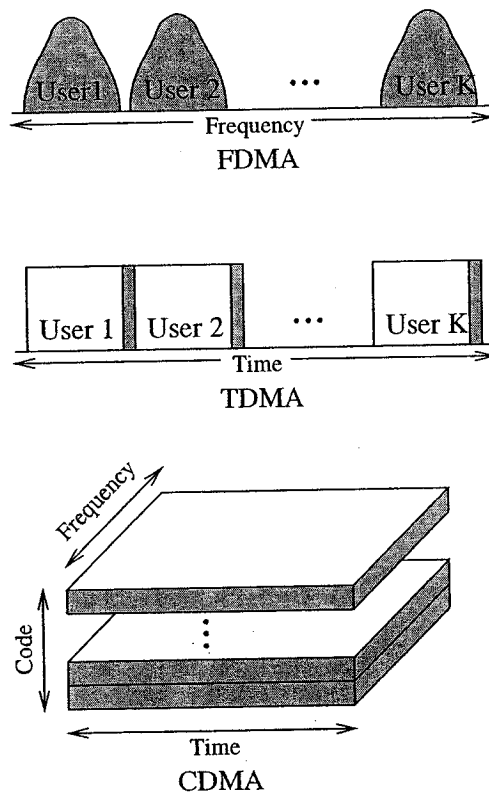 User1 User 2 ... User K
Frequency
FDMA
User 1 User 2 ... User K
Time
TDMA
Frequency
Code
Time
CDMA